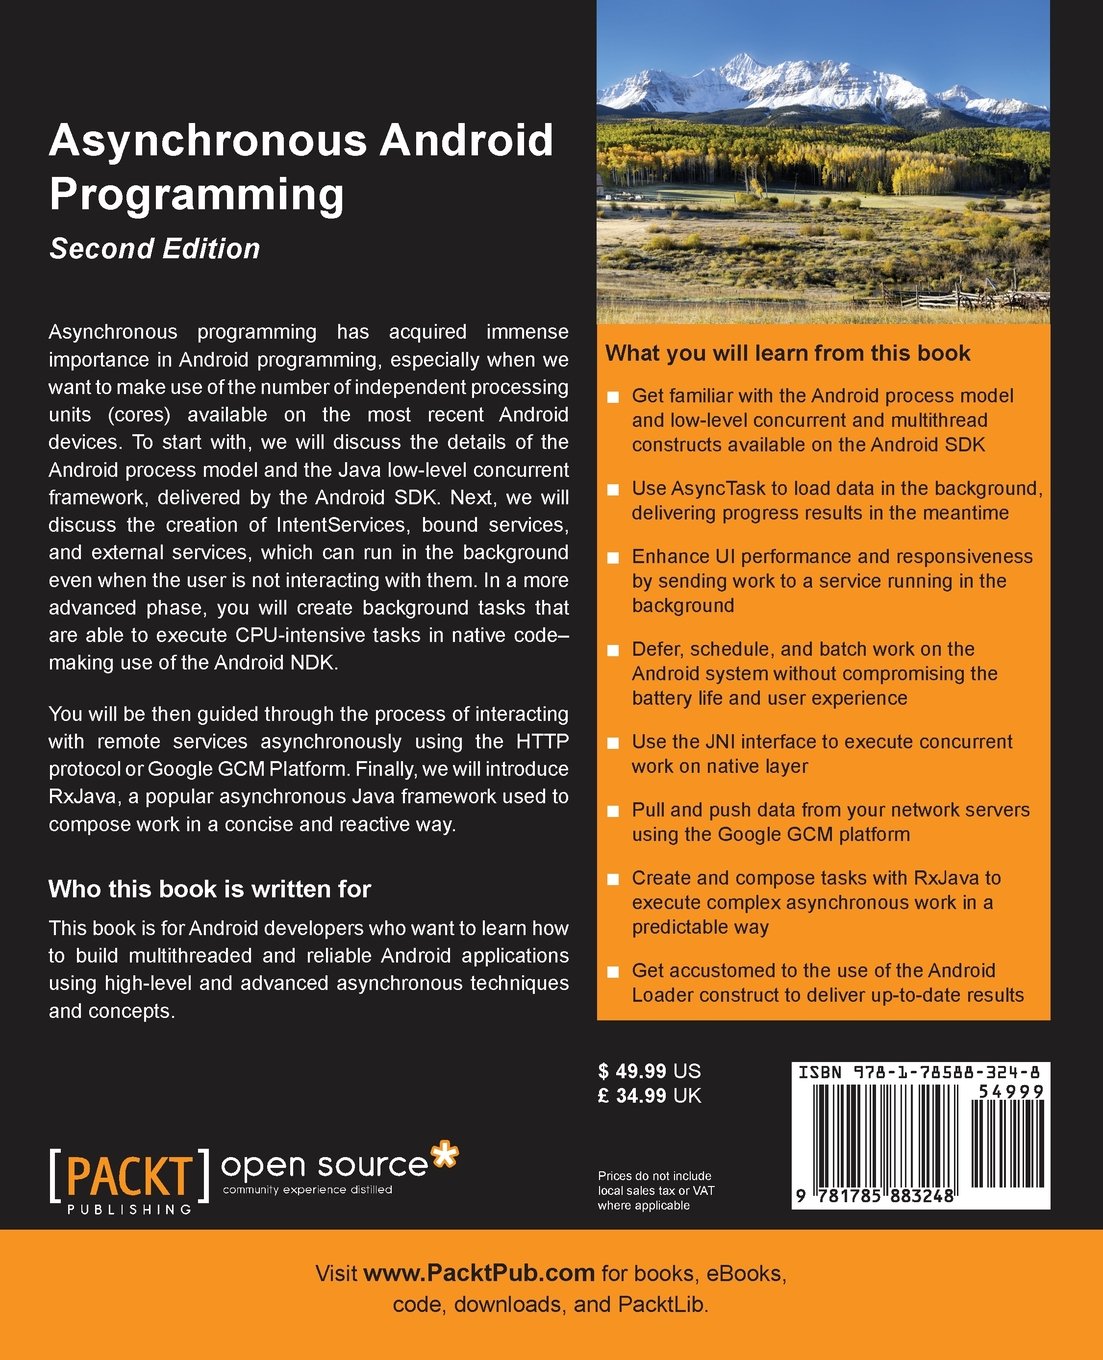 Asynchronous Android
Programming
Second Edition
Asynchronous programming has acquired immense
importance in Android programming, especially when we
want to make use of the number of independent processing
units (cores) available on the most recent Android
devices. To start with, we will discuss the details of the
Android process model and the Java low-level concurrent
framework, delivered by the Android SDK. Next, we will
discuss the creation of IntentServices, bound services,
and external services, which can run in the background
even when the user is not interacting with them. In a more
advanced phase, you will create background tasks that
are able to execute CPU-intensive tasks in native code–
making use of the Android NDK.
You will be then guided through the process of interacting
with remote services asynchronously using the HTTP
protocol or Google GCM Platform. Finally, we will introduce
RxJava, a popular asynchronous Java framework used to
compose work in a concise and reactive way.
Who this book is written for
This book is for Android developers who want to learn how
to build multithreaded and reliable Android applications
using high-level and advanced asynchronous techniques
and concepts.
What you will learn from this book
Get familiar with the Android process model
and low-level concurrent and multithread
constructs available on the Android SDK
Use AsyncTask to load data in the background,
delivering progress results in the meantime
Enhance UI performance and responsiveness
by sending work to a service running in the
background
Defer, schedule, and batch work on the
Android system without compromising the
battery life and user experience
Use the JNI interface to execute concurrent
work on native layer
Pull and push data from your network servers
using the Google GCM platform
Create and compose tasks with RxJava to
execute complex asynchronous work in a
predictable way
Get accustomed to the use of the Android
Loader construct to deliver up-to-date results
$ 49.99 US
£ 34.99 UK
Prices do not include
local sales tax or VAT
where applicable
ISBN 978-1-78588-324-8
54999
9 781785 883248
[PACKT]
PUBLISHING
open source*
community experience distilled
Visit www.PacktPub.com for books, eBooks,
code, downloads, and PacktLib.